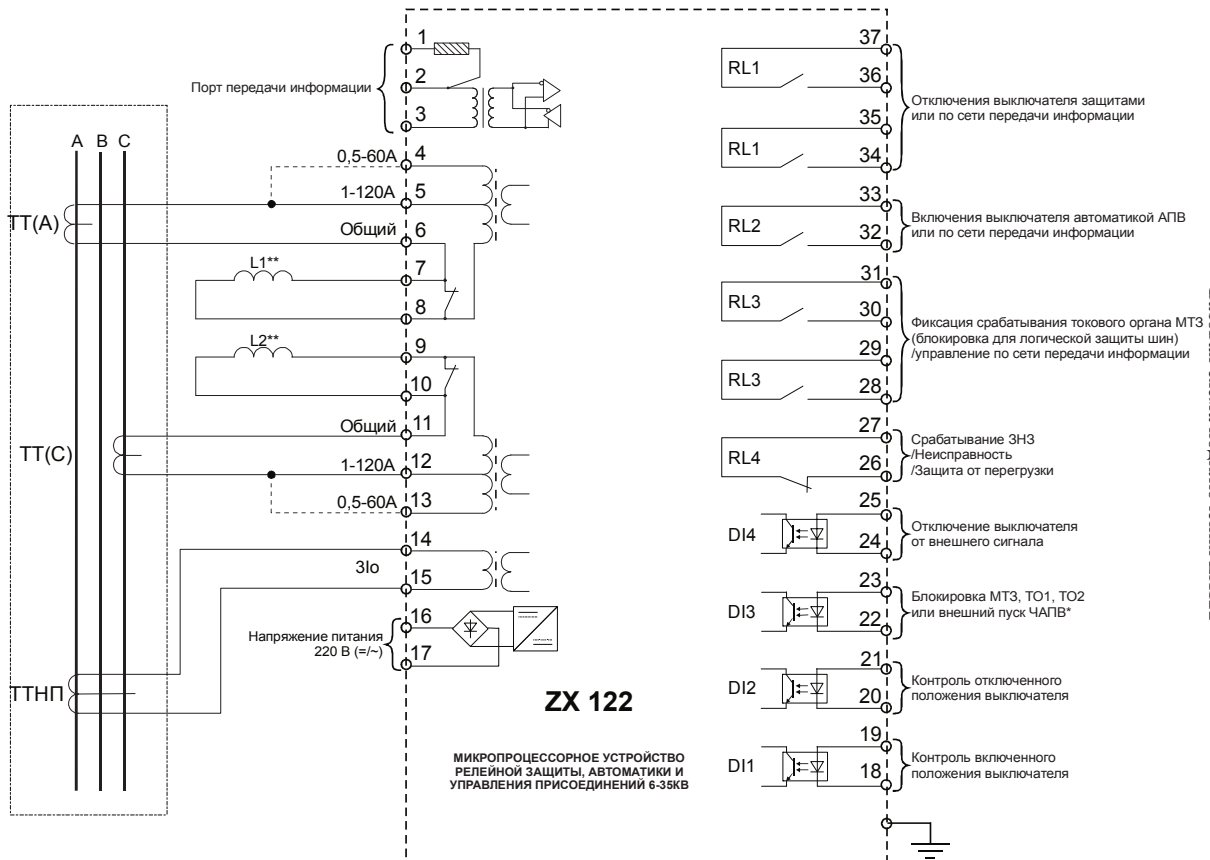 1
2
3
Порт передачи информации
4
0,5-60А
5
1-120А
6
Общий
7
8
L1**
9
10
L2**
11
Общий
12
1-120А
13
0,5-60А
14
15
3Io
16
17
Напряжение питания
220 В (=/~)
А В С
ТТ(А)
ТТ(С)
ТТНП
ZX 122
МИКРОПРОЦЕССОРНОЕ УСТРОЙСТВО
РЕЛЕЙНОЙ ЗАЩИТЫ, АВТОМАТИКИ И
УПРАВЛЕНИЯ ПРИСОЕДИНЕНИЙ 6-35КВ
37
RL1
36
35
RL1
34
Отключения выключателя защитами
или по сети передачи информации
33
RL2
32
Включения выключателя автоматикой АПВ
или по сети передачи информации
31
RL3
30
29
RL3
28
Фиксация срабатывания токового органа МТЗ
(блокировка для логической защиты шин)
/управление по сети передачи информации
27
RL4
26
Срабатывание ЗНЗ
/Неисправность
/Защита от перегрузки
25
DI4
24
Отключение выключателя
от внешнего сигнала
23
DI3
22
Блокировка МТЗ, ТО1, ТО2
или внешний пуск ЧАПВ*
21
DI2
20
Контроль отключенного
положения выключателя
19
DI1
18
Контроль включенного
положения выключателя